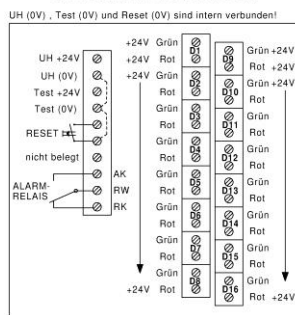 UH (0V) , Test (0V) und Reset (0V) sind intern verbunden!
UH +24V
UH (0V)
Test +24V
Test (0V)
RESET
nicht belegt
ALARM-
RELAIS
AK
RW
RK
+24V Grün
+24V Rot
D1
+24V Grün
Rot
D2
Grün
Rot
D3
Grün
Rot
D4
Grün
Rot
D5
Grün
Rot
D6
Grün
Rot
D7
Grün
+24V Rot
D8
Grün +24V
Rot +24V
D9
Grün +24V
Rot
D10
Grün
Rot
D11
Grün
Rot
D12
Grün
Rot
D13
Grün
Rot
D14
Grün
Rot
D15
Grün
Rot +24V
D16